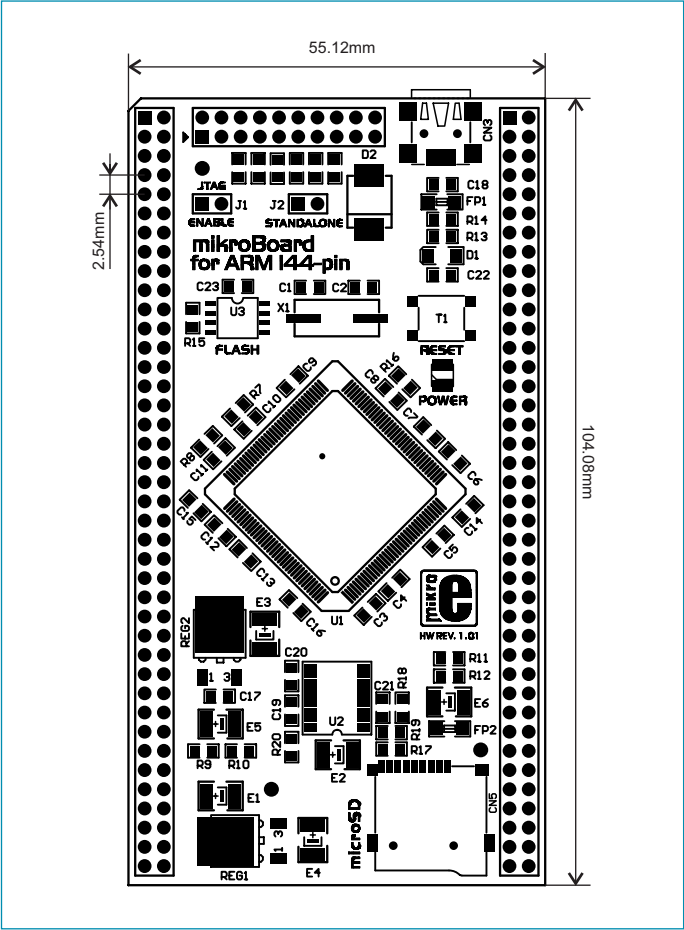 55.12mm
CN3
D2
2.54mm
JTAG
C18
J1
J2
FP1
ENABLE
STANDALONE
R14
R13
mikroBoard
for ARM 144-pin
D1
C22
C23
C1
C2
U3
X1
T1
R15
FLASH
RESET
C9
R16
C8
POWER
R7
C10
C7
R8
C11
C6
104.08mm
C15
C12
C14
C5
C13
C4
C3
E3
C16
U1
mikro
e
HW REV. 1.01
REG2
C20
R11
1 3
R18
R12
C17
C21
E6
C19
U2
E5
R19
FP2
R20
R17
R9
R10
E2
E1
CN5
microSD
3
1
REG1
E4